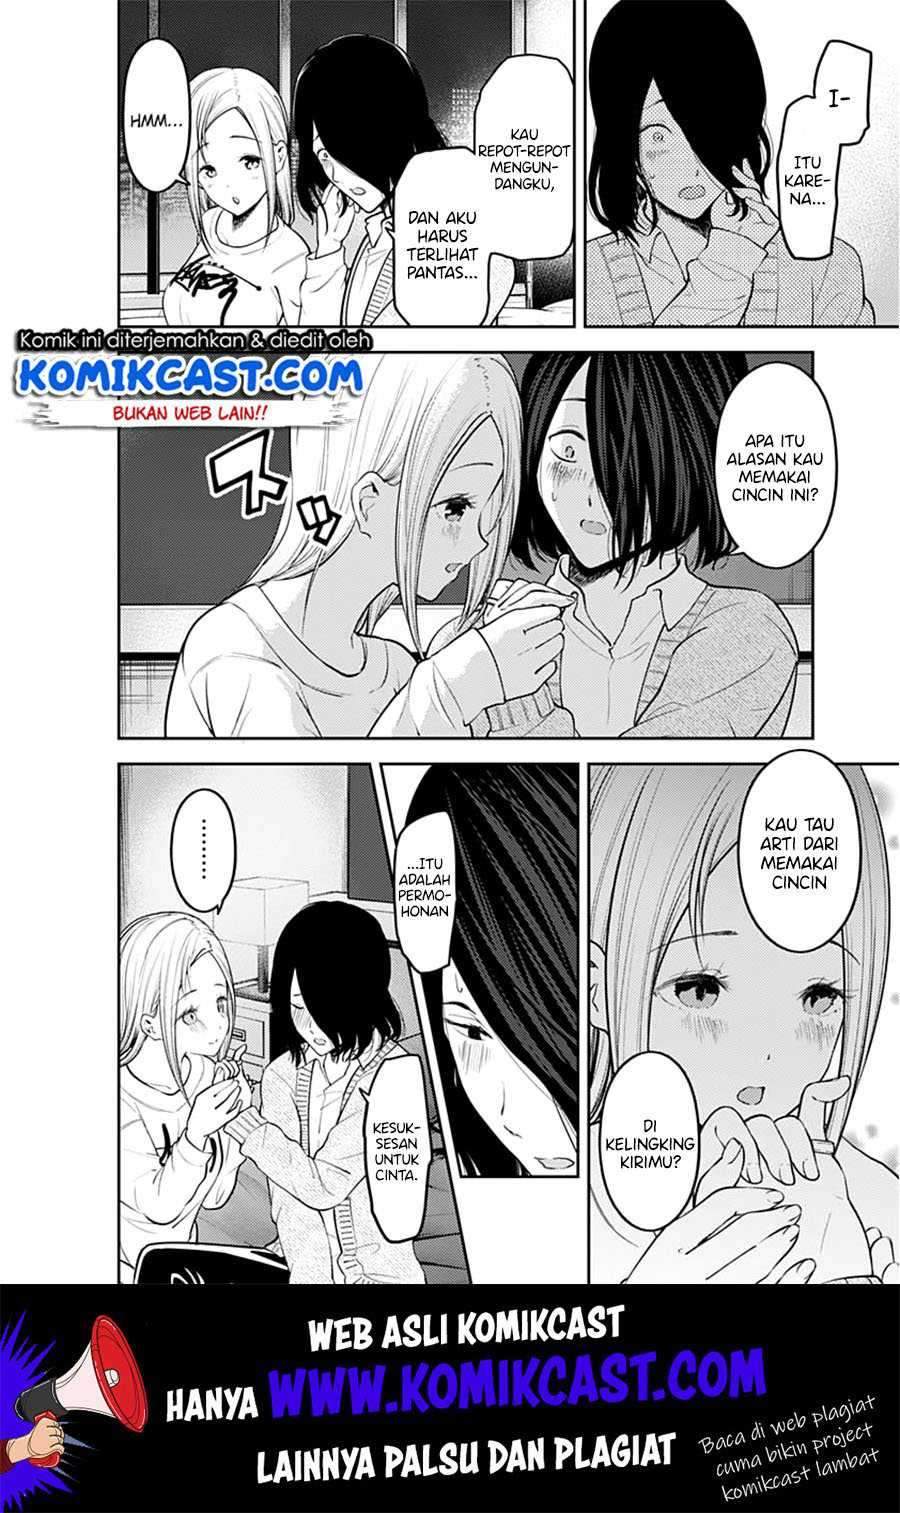 I-
ITU
KARE-
NA...
KAU
REPOT-REPOT
MENGUN-
DANGKU,
DAN AKU
HARUS
TERLIHAT
PANTAS...
HMM...
Komik ini diterjemahkan & diedit oleh
KOMIKCAST.COM
BUKAN WEB LAIN!!
APA ITU
ALASAN KAU
MEMAKAI
CINCIN INI?
ズイッ
KAU TAU
ARTI DARI
MEMAKAI
CINCIN
DI
KELINGKING
KIRIMU?
...ITU
ADALAH
PERMO-
HONAN
KESUK-
SESAN
UNTUK
CINTA.
.........
WEB ASLI KOMIKCAST
HANYA WWW.KOMIKCAST.COM
LAINNYA PALSU DAN PLAGIAT
Baca di web plagiat
cuma bikin project
komikcast lambat